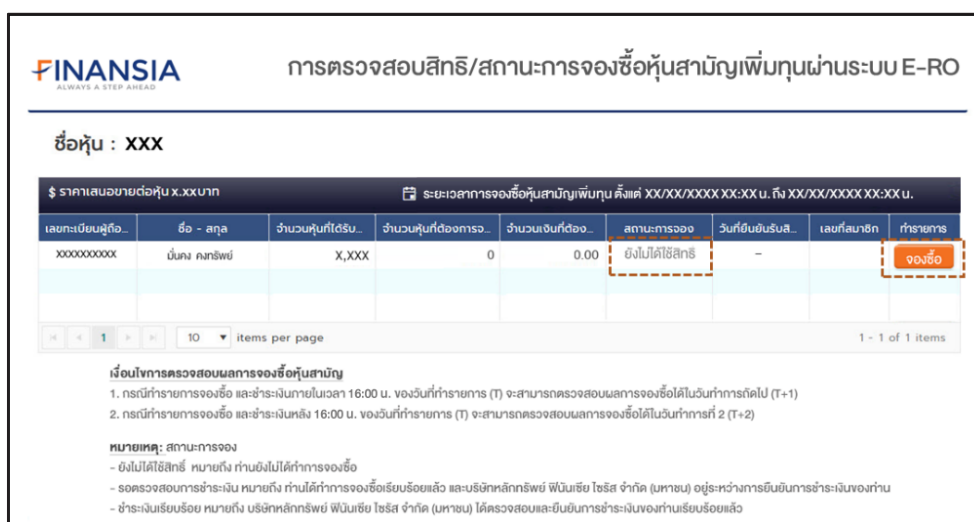 FINANSIA
ALWAYS A STEP AHEAD
การตรวจสอบสิทธิ/สถานะการจองซื้อหุ้นสามัญเพิ่มทุนผ่านระบบ E-RO
ชื่อหุ้น : XXX
$ ราคาเสนอขายต่อหุ้น x.xx บาท ระยะเวลาการจองซื้อหุ้นสามัญเพิ่มทุน ตั้งแต่ XX/XX/XXXX XX:XX น. ถึง XX/XX/XXXX XX:XX น.
เลขทะเบียนผู้ถือ... ชื่อ - สกุล จำนวนหุ้นที่ได้รับ... จำนวนหุ้นที่ต้องการจ... จำนวนเงินที่ต้อง... สถานะการจอง วันที่ยืนยันรับสิ... เลขที่สมาชิก ทำรายการ
XXXXXXXXXX มั่นคง คงทรัพย์ X,XXX 0 0.00 ยังไม่ได้ใช้สิทธิ - จองซื้อ
1 10 items per page 1 - 1 of 1 items
เงื่อนไขการตรวจสอบผลการจองซื้อหุ้นสามัญ
1. กรณีทำรายการจองซื้อ และชำระเงินภายในเวลา 16:00 น. ของวันที่ทำรายการ (T) จะสามารถตรวจสอบผลการจองซื้อได้ในวันทำการถัดไป (T+1)
2. กรณีทำรายการจองซื้อ และชำระเงินหลัง 16:00 น. ของวันที่ทำรายการ (T) จะสามารถตรวจสอบผลการจองซื้อได้ในวันทำการที่ 2 (T+2)
หมายเหตุ: สถานะการจอง
- ยังไม่ได้ใช้สิทธิ์ หมายถึง ท่านยังไม่ได้ทำการจองซื้อ
- รอตรวจสอบการชำระเงิน หมายถึง ท่านได้ทำการจองซื้อเรียบร้อยแล้ว และบริษัทหลักทรัพย์ ฟินันเซีย ไซรัส จำกัด (มหาชน) อยู่ระหว่างการยืนยันการชำระเงินของท่าน
- ชำระเงินเรียบร้อย หมายถึง บริษัทหลักทรัพย์ ฟินันเซีย ไซรัส จำกัด (มหาชน) ได้ตรวจสอบและยืนยันการชำระเงินของท่านเรียบร้อยแล้ว